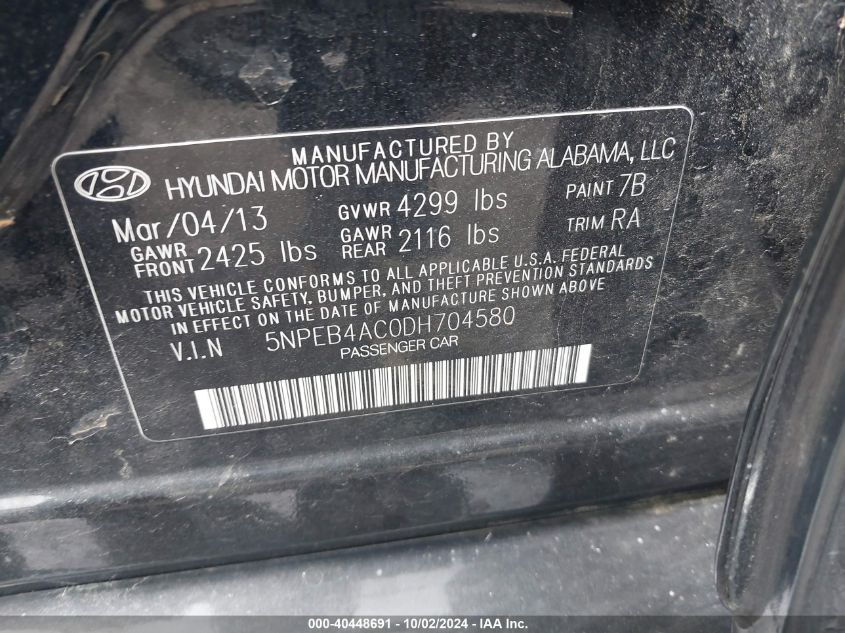 MANUFACTURED BY
HYUNDAI MOTOR MANUFACTURING ALABAMA, LLC
Mar/04/13 GVWR 4299 lbs PAINT 7B
GAWR FRONT 2425 lbs GAWR REAR 2116 lbs TRIM RA
THIS VEHICLE CONFORMS TO ALL APPLICABLE U.S.A. FEDERAL
MOTOR VEHICLE SAFETY, BUMPER, AND THEFT PREVENTION STANDARDS
IN EFFECT ON THE DATE OF MANUFACTURE SHOWN ABOVE
V.I.N 5NPEB4AC0DH704580
PASSENGER CAR
000-40448691 - 10/02/2024 - IAA Inc.